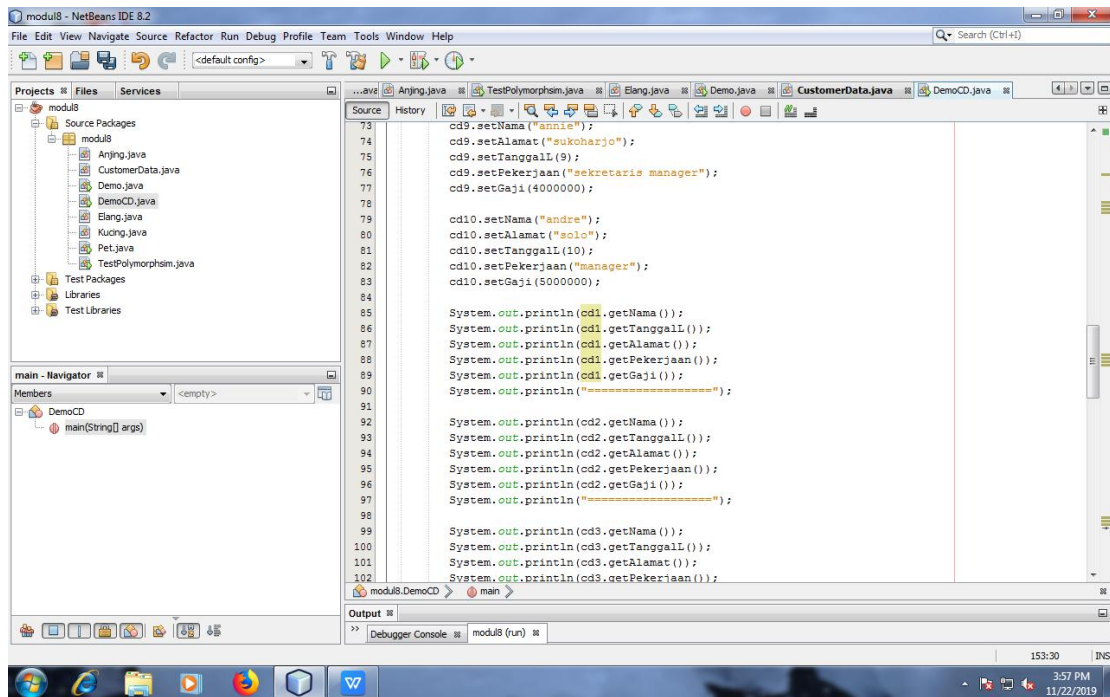 modul8 - NetBeans IDE 8.2
File Edit View Navigate Source Refactor Run Debug Profile Team Tools Window Help
Search (Ctrl+I)
<default config>
Projects Files Services
modul8
Source Packages
modul8
Anjing.java
CustomerData.java
Demo.java
DemoCD.java
Elang.java
Kucing.java
Pet.java
TestPolymorphsim.java
Test Packages
Libraries
Test Libraries
main - Navigator
Members <empty>
DemoCD
main(String[] args)
...ava Anjing.java TestPolymorphsim.java Elang.java Demo.java CustomerData.java DemoCD.java
Source History
73 cd9.setNama("annie");
74 cd9.setAlamat("sukoharjo");
75 cd9.setTanggalL(9);
76 cd9.setPekerjaan("sekretaris manager");
77 cd9.setGaji(4000000);
78
79 cd10.setNama("andre");
80 cd10.setAlamat("solo");
81 cd10.setTanggalL(10);
82 cd10.setPekerjaan("manager");
83 cd10.setGaji(5000000);
84
85 System.out.println(cd1.getNama());
86 System.out.println(cd1.getTanggalL());
87 System.out.println(cd1.getAlamat());
88 System.out.println(cd1.getPekerjaan());
89 System.out.println(cd1.getGaji());
90 System.out.println("===================");
91
92 System.out.println(cd2.getNama());
93 System.out.println(cd2.getTanggalL());
94 System.out.println(cd2.getAlamat());
95 System.out.println(cd2.getPekerjaan());
96 System.out.println(cd2.getGaji());
97 System.out.println("===================");
98
99 System.out.println(cd3.getNama());
100 System.out.println(cd3.getTanggalL());
101 System.out.println(cd3.getAlamat());
102 System.out.println(cd3.getPekerjaan());
modul8.DemoCD main
Output
Debugger Console modul8 (run)
153:30 INS
3:57 PM
11/22/2019